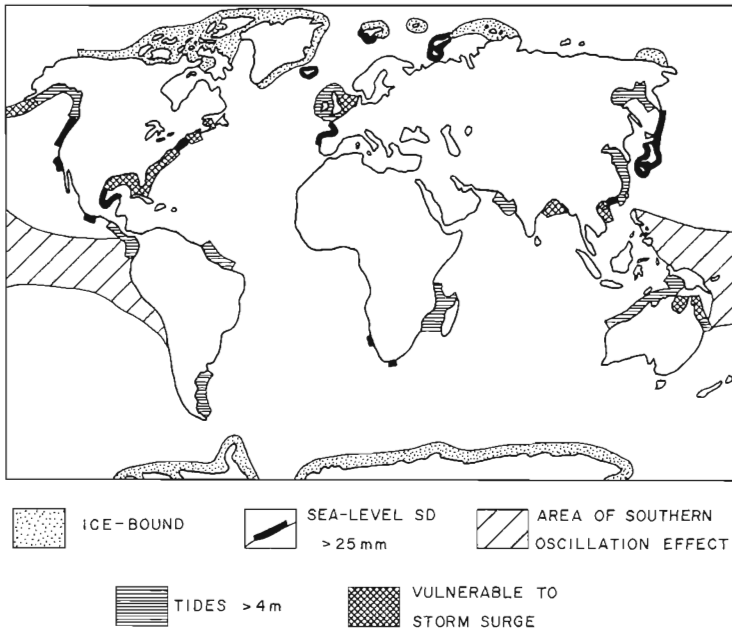 ICE-BOUND
SEA-LEVEL SD
> 25 mm
AREA OF SOUTHERN
OSCILLATION EFFECT
TIDES > 4 m
VULNERABLE TO
STORM SURGE